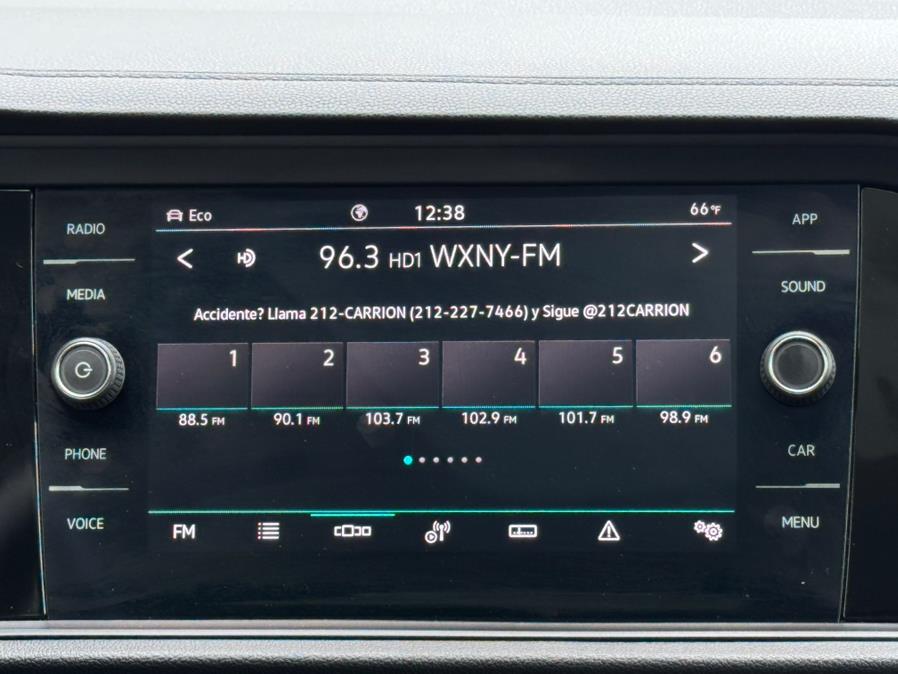 RADIO
MEDIA
PHONE
VOICE
Eco 12:38 66°F
96.3 HD1 WXNY-FM
Accidente? Llama 212-CARRION (212-227-7466) y Sigue @212CARRION
1 2 3 4 5 6
88.5 FM 90.1 FM 103.7 FM 102.9 FM 101.7 FM 98.9 FM
FM
APP
SOUND
CAR
MENU